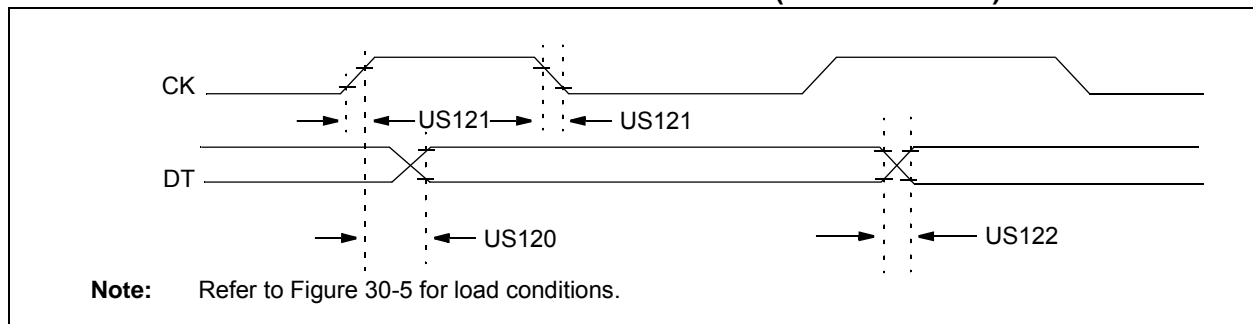 CK
US121
US121
DT
US120
US122
Note: Refer to Figure 30-5 for load conditions.